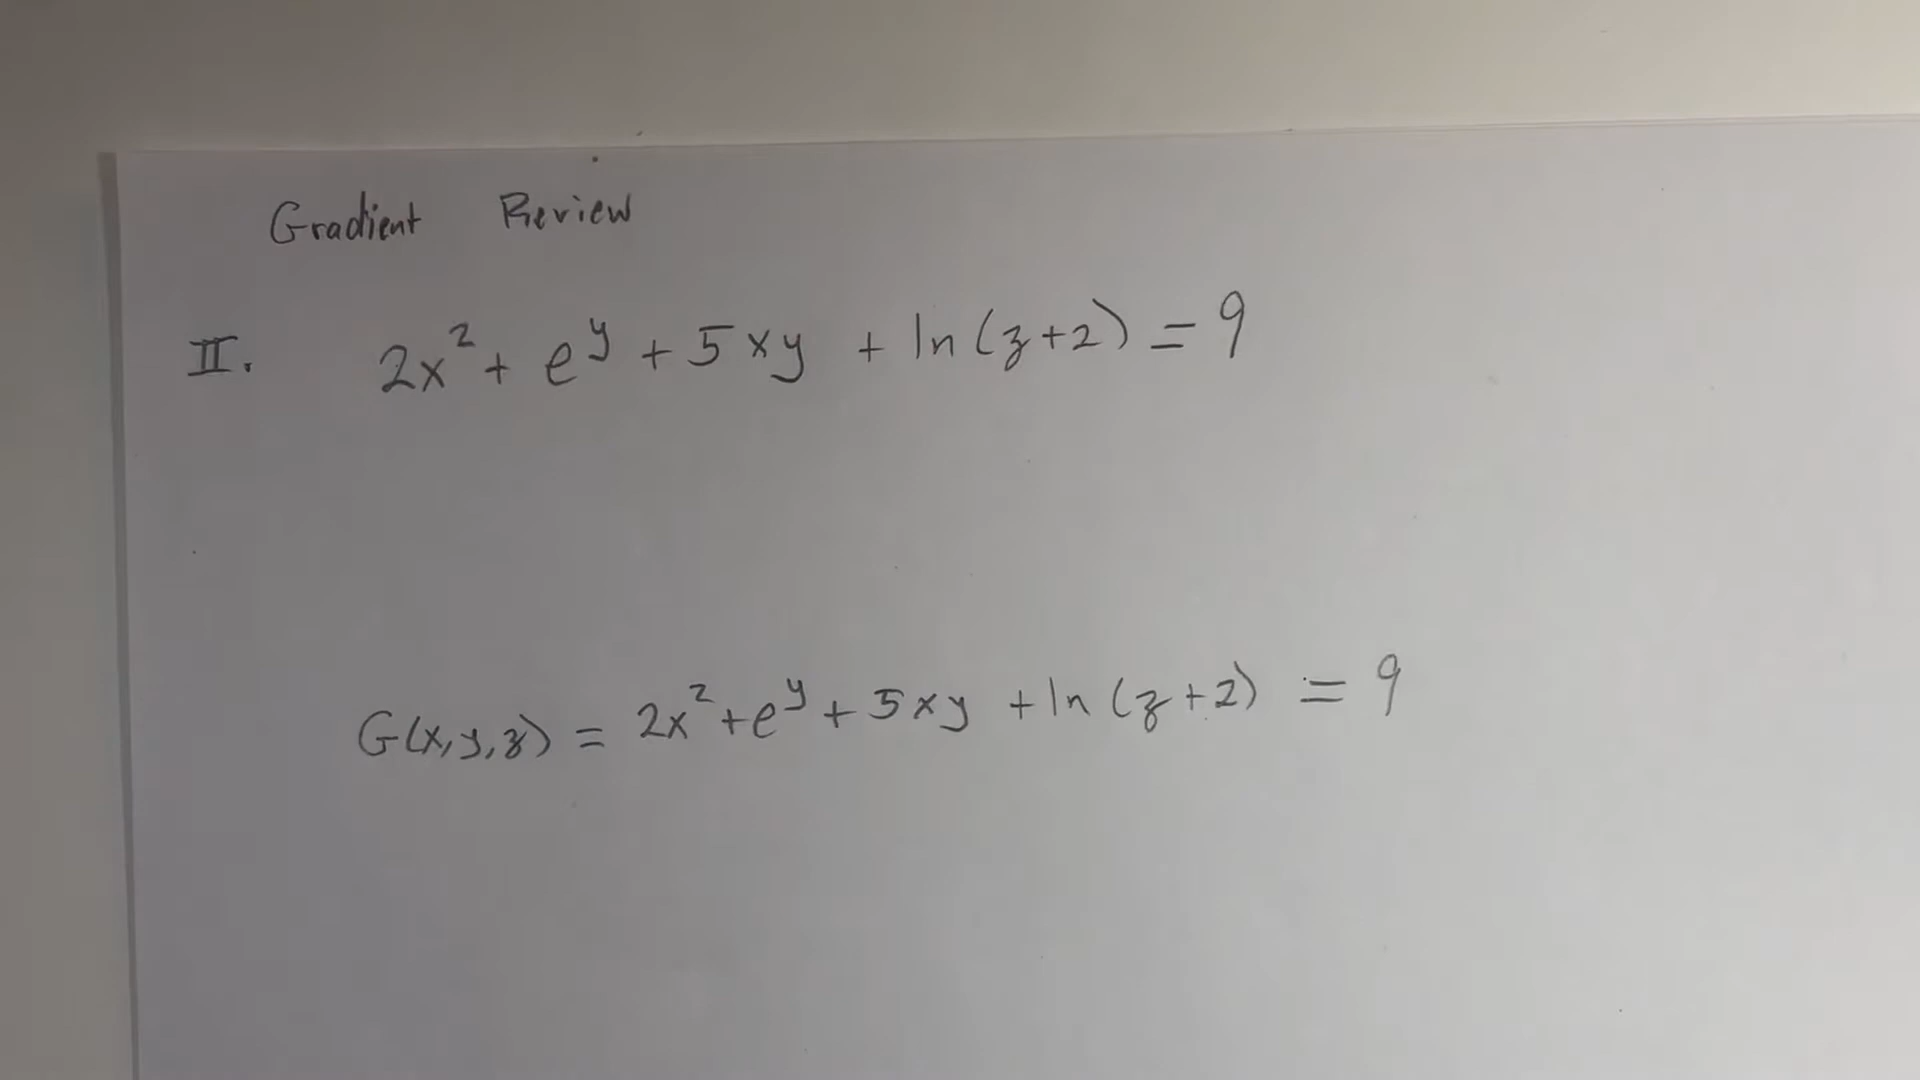 Gradient Review
II. 2x² + e^y + 5xy + ln(z+2) = 9
G(x,y,z) = 2x² + e^y + 5xy + ln(z+2) = 9